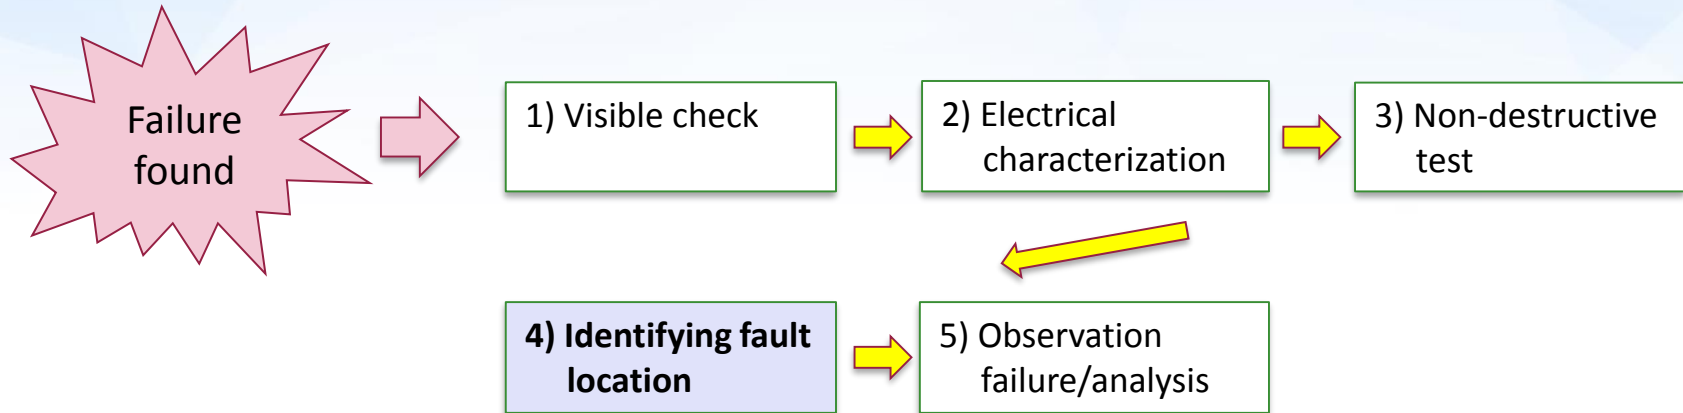 Failure
found
1) Visible check
2) Electrical
characterization
3) Non-destructive
test
4) Identifying fault
location
5) Observation
failure/analysis